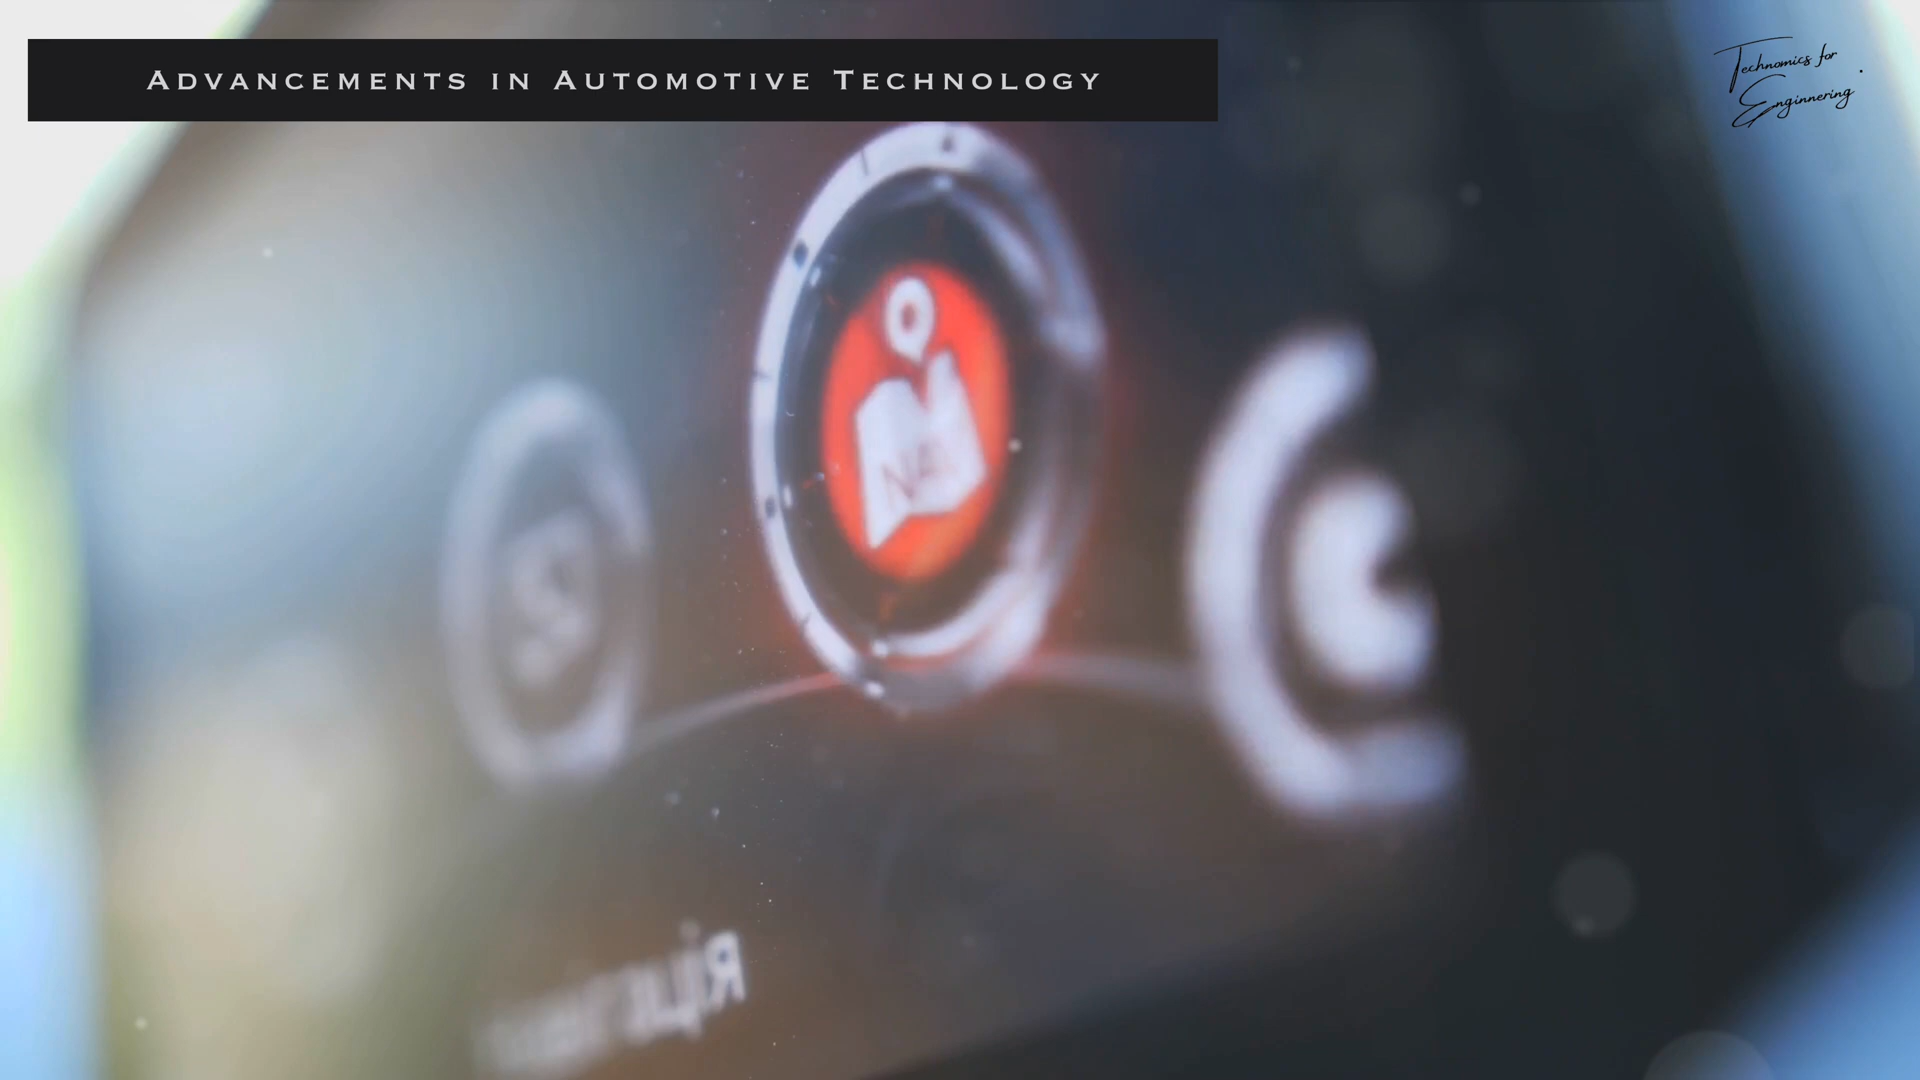 Advancements in Automotive Technology
Technomics for
Enginnering
NAV